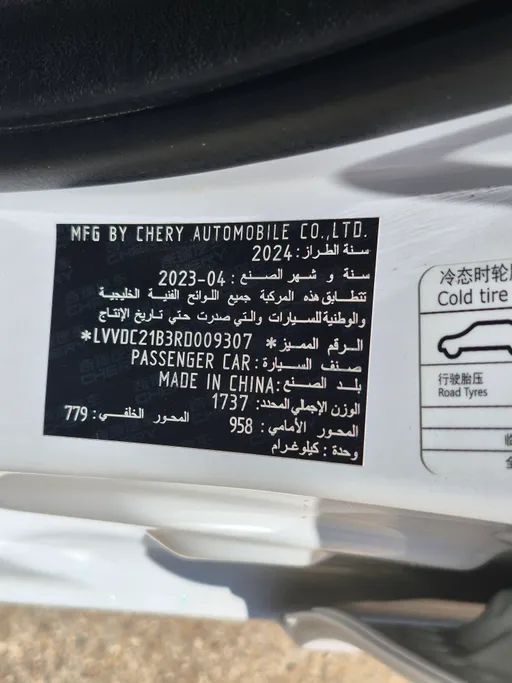 MFG BY CHERY AUTOMOBILE CO.,LTD.
سنة الطراز: 2024
سنة و شهر الصنع: 2023-04
تتطابق هذه المركبة جميع اللوائح الفنية الخليجية
والوطنية للسيارات والتي صدرت حتي تاريخ الإنتاج
الرقم المميز: *LVVDC21B3RD009307*
صنف السيارة: PASSENGER CAR
بلد الصنع: MADE IN CHINA
الوزن الإجمالي المحدد: 1737
المحور الأمامي: 958 المحور الخلفي: 779
وحدة: كيلوغرام
冷态时轮胎
Cold tire
行驶胎压
Road Tyres